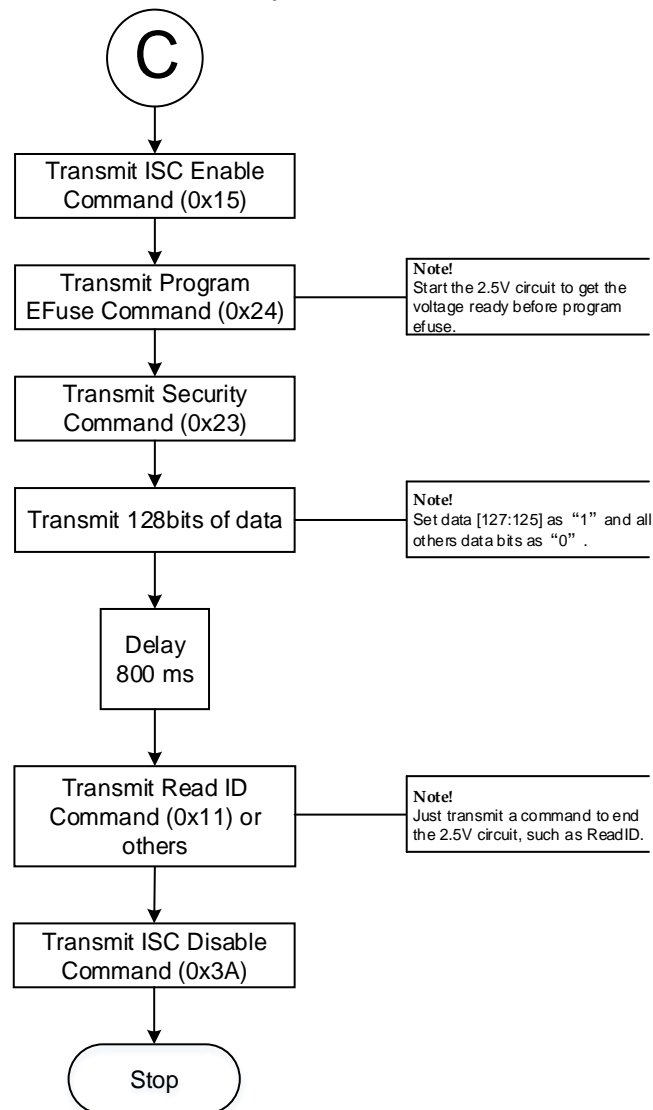 C
Transmit ISC Enable
Command (0x15)
Transmit Program
EFuse Command (0x24)
Note!
Start the 2.5V circuit to get the
voltage ready before program
efuse.
Transmit Security
Command (0x23)
Transmit 128bits of data
Note!
Set data [127:125] as “1” and all
others data bits as “0” .
Delay
800 ms
Transmit Read ID
Command (0x11) or
others
Note!
Just transmit a command to end
the 2.5V circuit, such as ReadID.
Transmit ISC Disable
Command (0x3A)
Stop